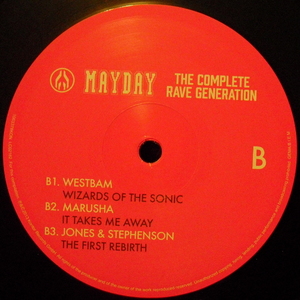 MAYDAY
THE COMPLETE
RAVE GENERATION
B
B1. WESTBAM
WIZARDS OF THE SONIC
B2. MARUSHA
IT TAKES ME AWAY
B3. JONES & STEPHENSON
THE FIRST REBIRTH